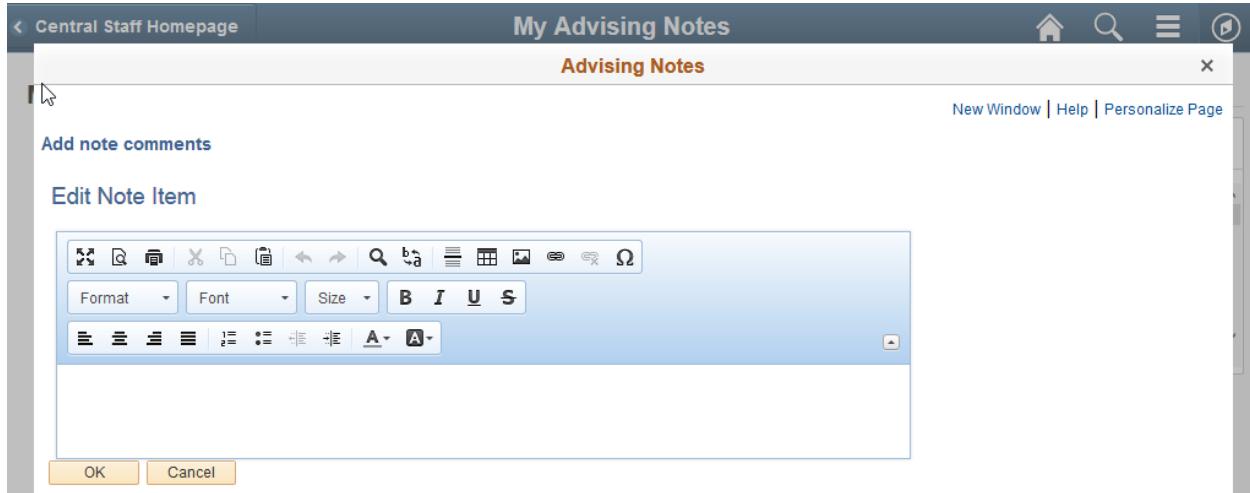 Central Staff Homepage My Advising Notes
Advising Notes
New Window | Help | Personalize Page
Add note comments
Edit Note Item
Format Font Size B I U S
A A
OK Cancel